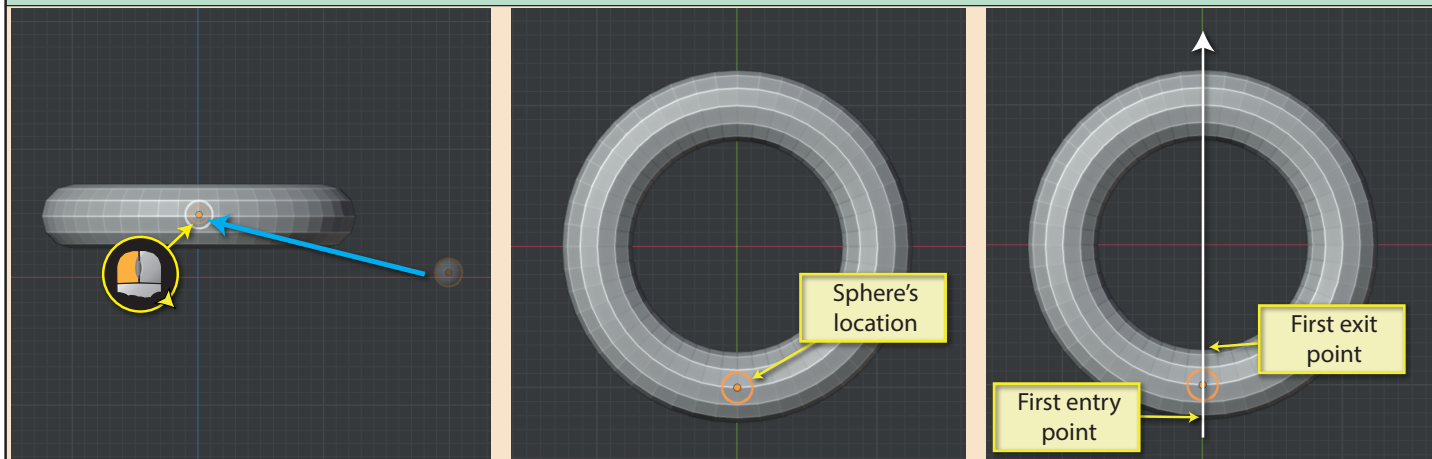 Sphere's
location
First exit
point
First entry
point